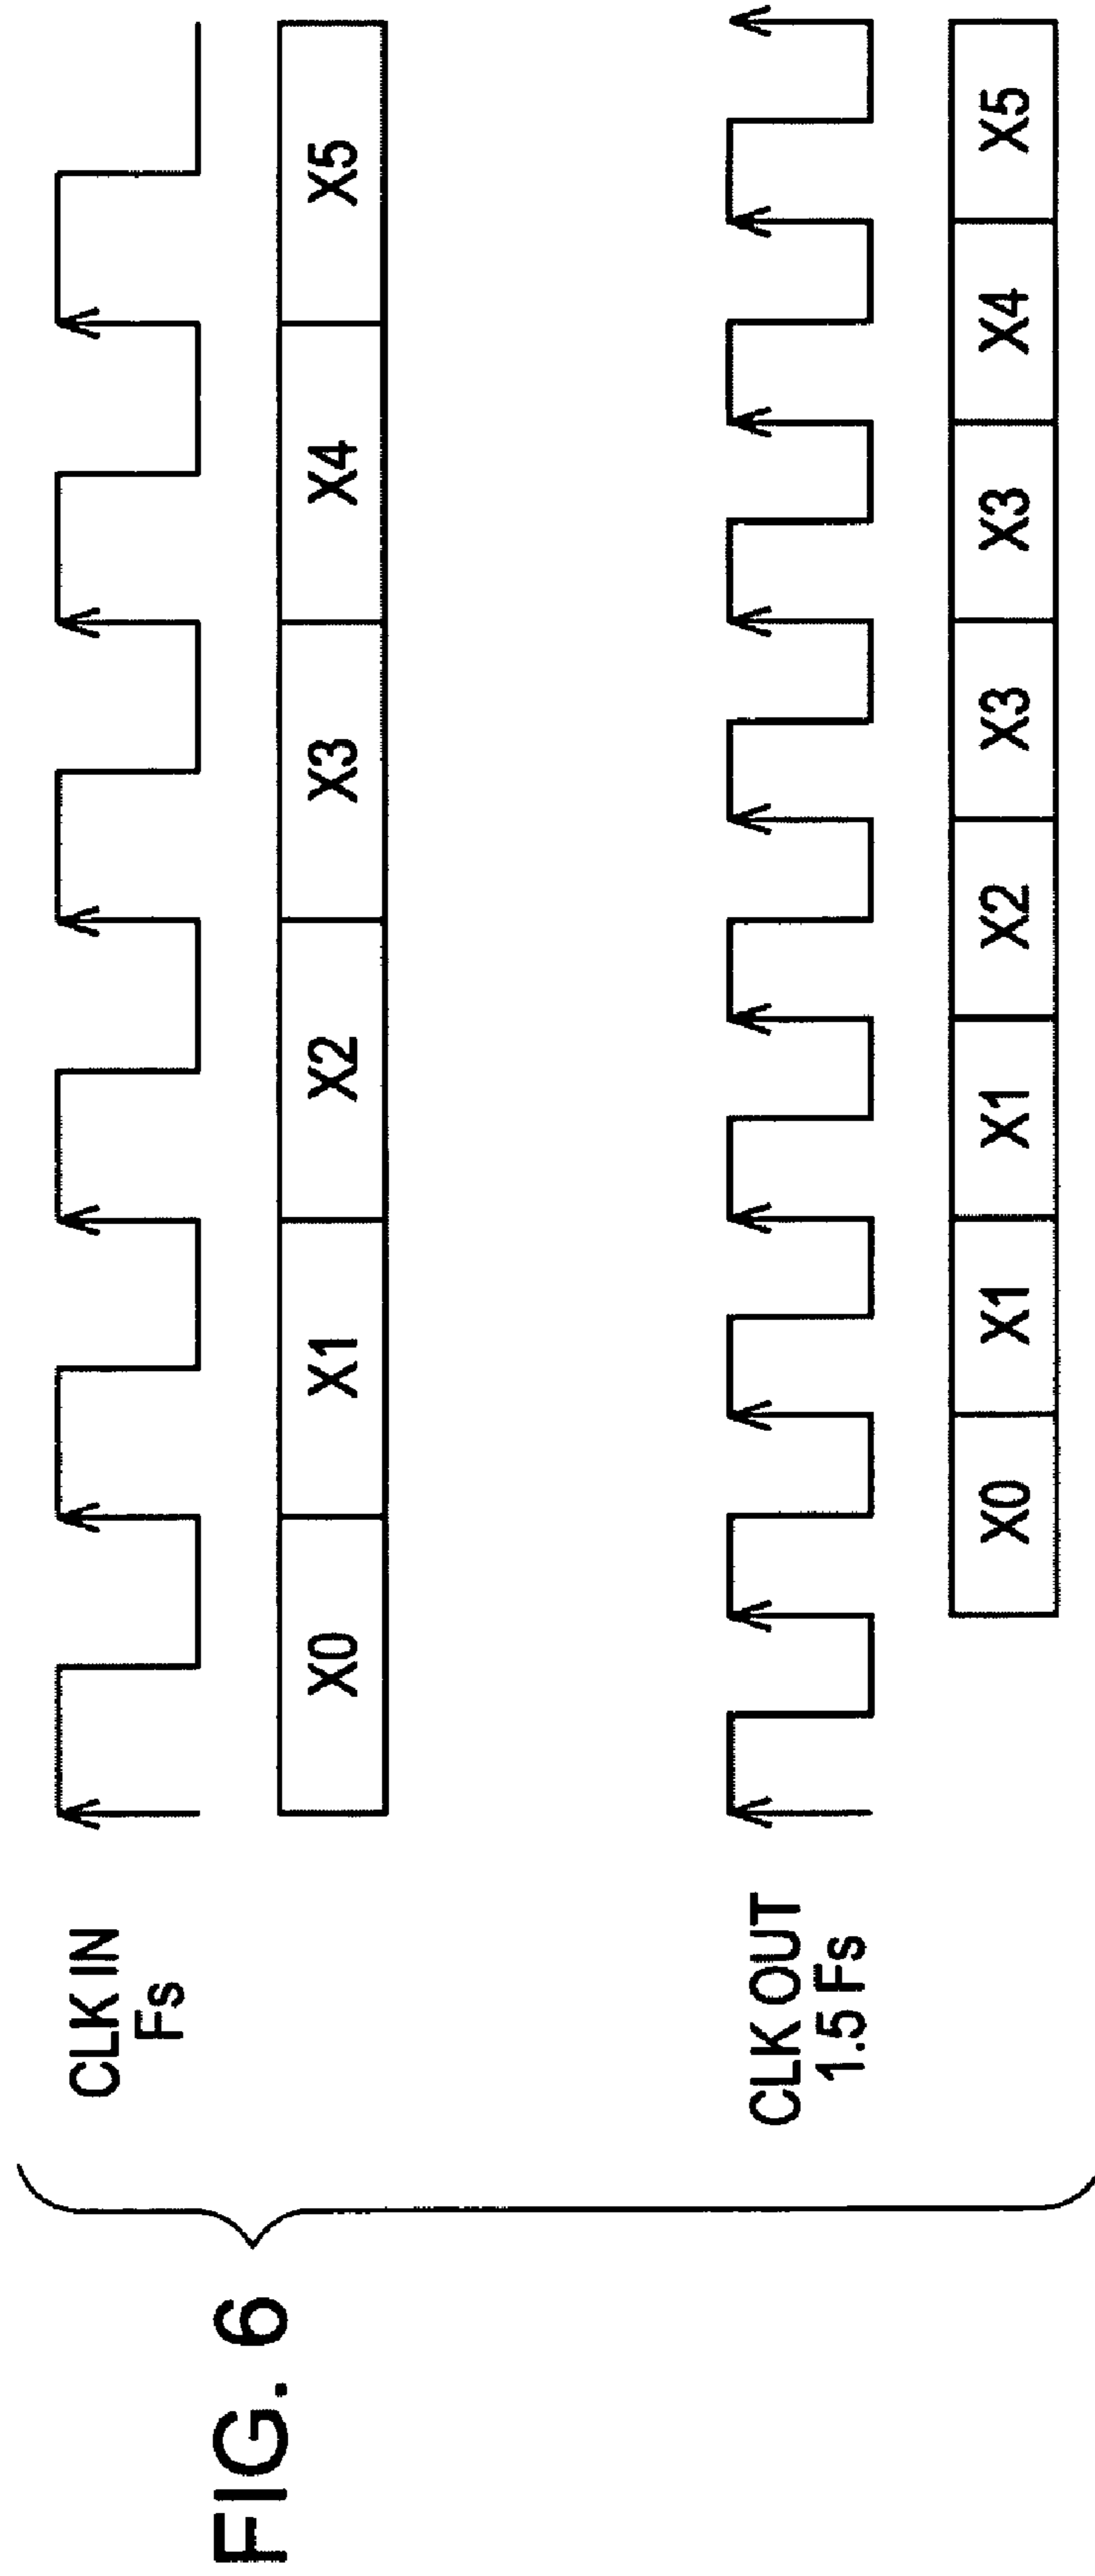 FIG. 6
CLK IN
Fs
X0 X1 X2 X3 X4 X5
CLK OUT
1.5 Fs
X0 X1 X1 X2 X3 X3 X4 X5